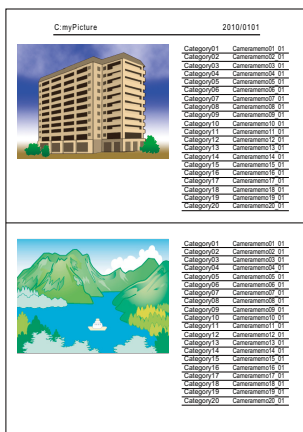 C:myPicture 2010/0101
Category01 Cameramemo01_01
Category02 Cameramemo02_01
Category03 Cameramemo03_01
Category04 Cameramemo04_01
Category05 Cameramemo05_01
Category06 Cameramemo06_01
Category07 Cameramemo07_01
Category08 Cameramemo08_01
Category09 Cameramemo09_01
Category10 Cameramemo10_01
Category11 Cameramemo11_01
Category12 Cameramemo12_01
Category13 Cameramemo13_01
Category14 Cameramemo14_01
Category15 Cameramemo15_01
Category16 Cameramemo16_01
Category17 Cameramemo17_01
Category18 Cameramemo18_01
Category19 Cameramemo19_01
Category20 Cameramemo20_01
Category01 Cameramemo01_01
Category02 Cameramemo02_01
Category03 Cameramemo03_01
Category04 Cameramemo04_01
Category05 Cameramemo05_01
Category06 Cameramemo06_01
Category07 Cameramemo07_01
Category08 Cameramemo08_01
Category09 Cameramemo09_01
Category10 Cameramemo10_01
Category11 Cameramemo11_01
Category12 Cameramemo12_01
Category13 Cameramemo13_01
Category14 Cameramemo14_01
Category15 Cameramemo15_01
Category16 Cameramemo16_01
Category17 Cameramemo17_01
Category18 Cameramemo18_01
Category19 Cameramemo19_01
Category20 Cameramemo20_01